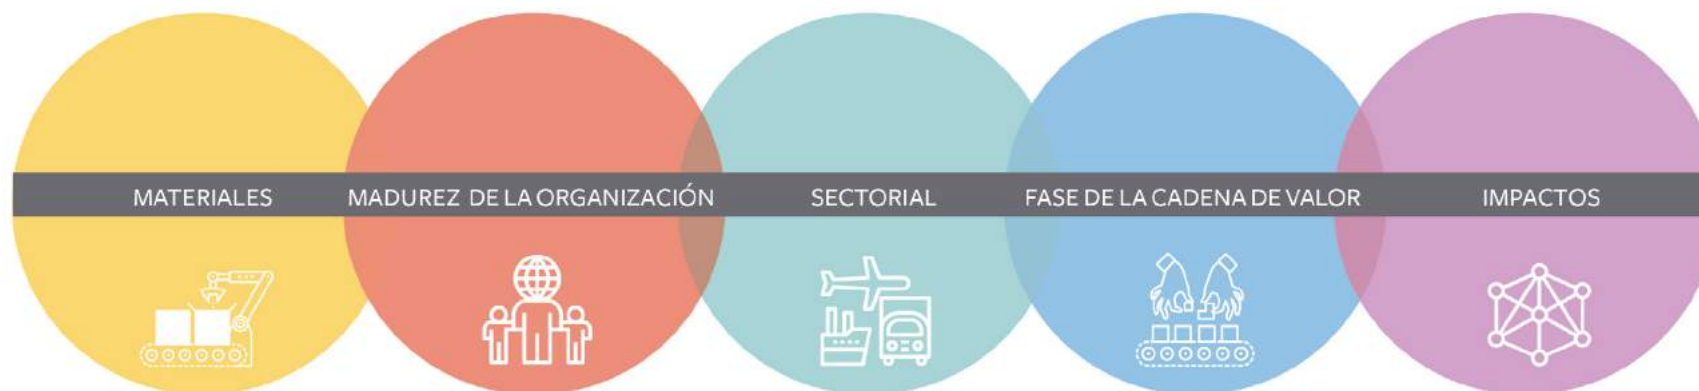 MATERIALES
MADUREZ DE LA ORGANIZACIÓN
SECTORIAL
FASE DE LA CADENA DE VALOR
IMPACTOS